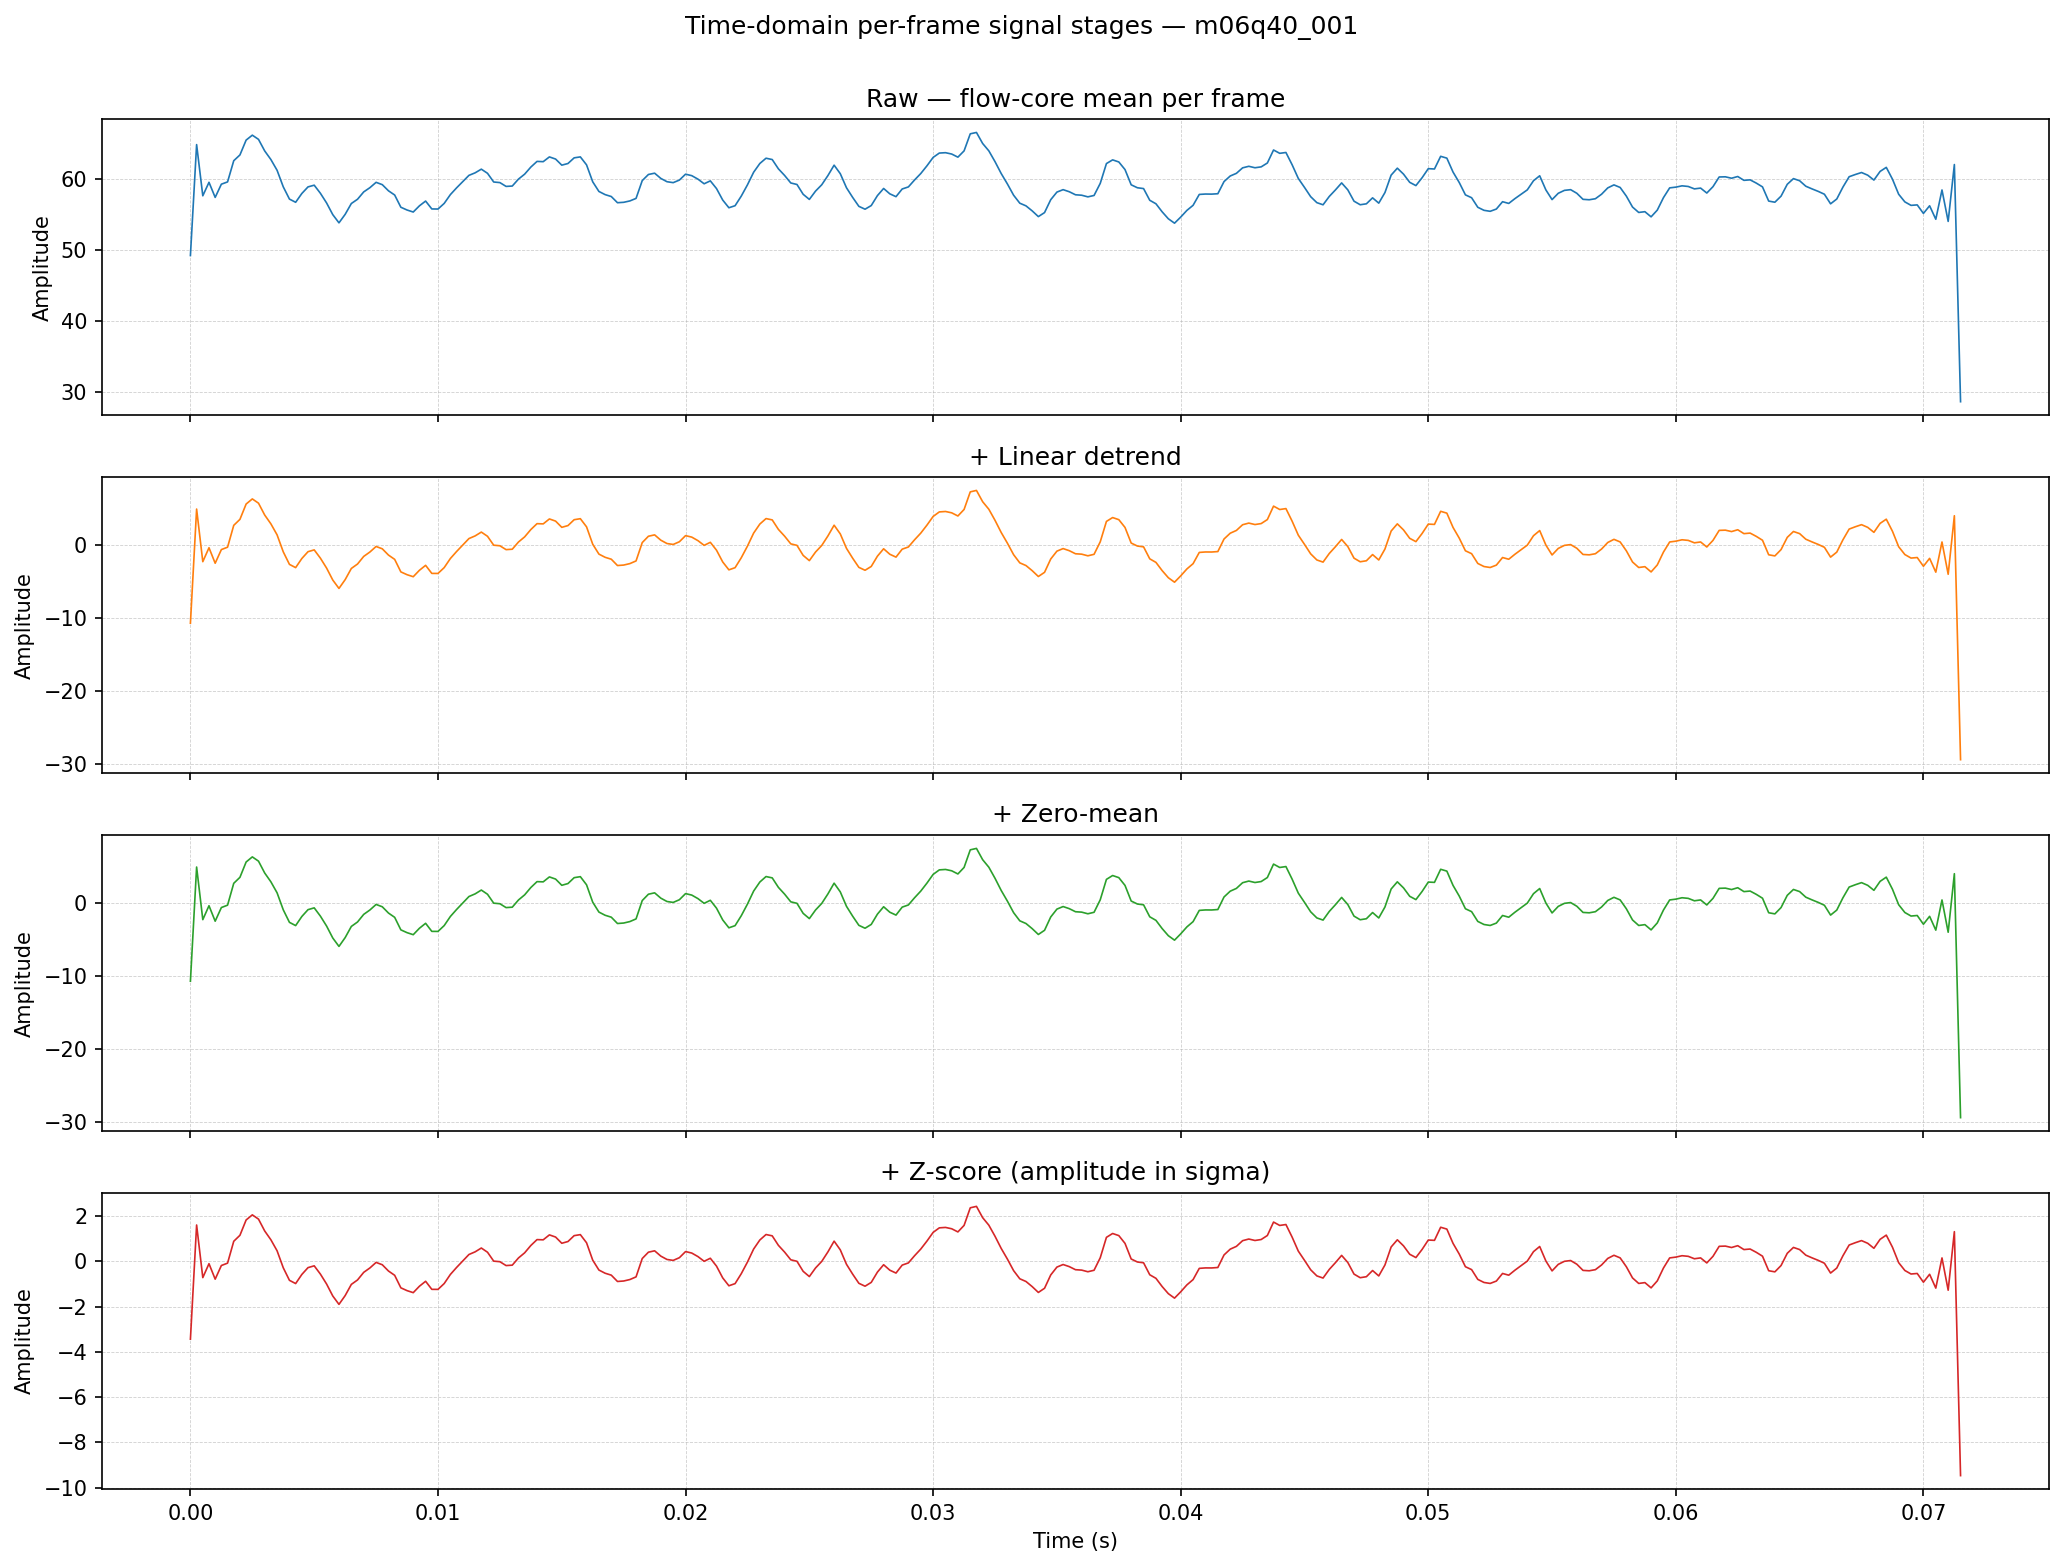 Time-domain per-frame signal stages — m06q40_001
Raw — flow-core mean per frame
Amplitude
60
50
40
30
+ Linear detrend
Amplitude
0
−10
−20
−30
+ Zero-mean
Amplitude
0
−10
−20
−30
+ Z-score (amplitude in sigma)
Amplitude
2
0
−2
−4
−6
−8
−10
0.00 0.01 0.02 0.03 0.04 0.05 0.06 0.07
Time (s)